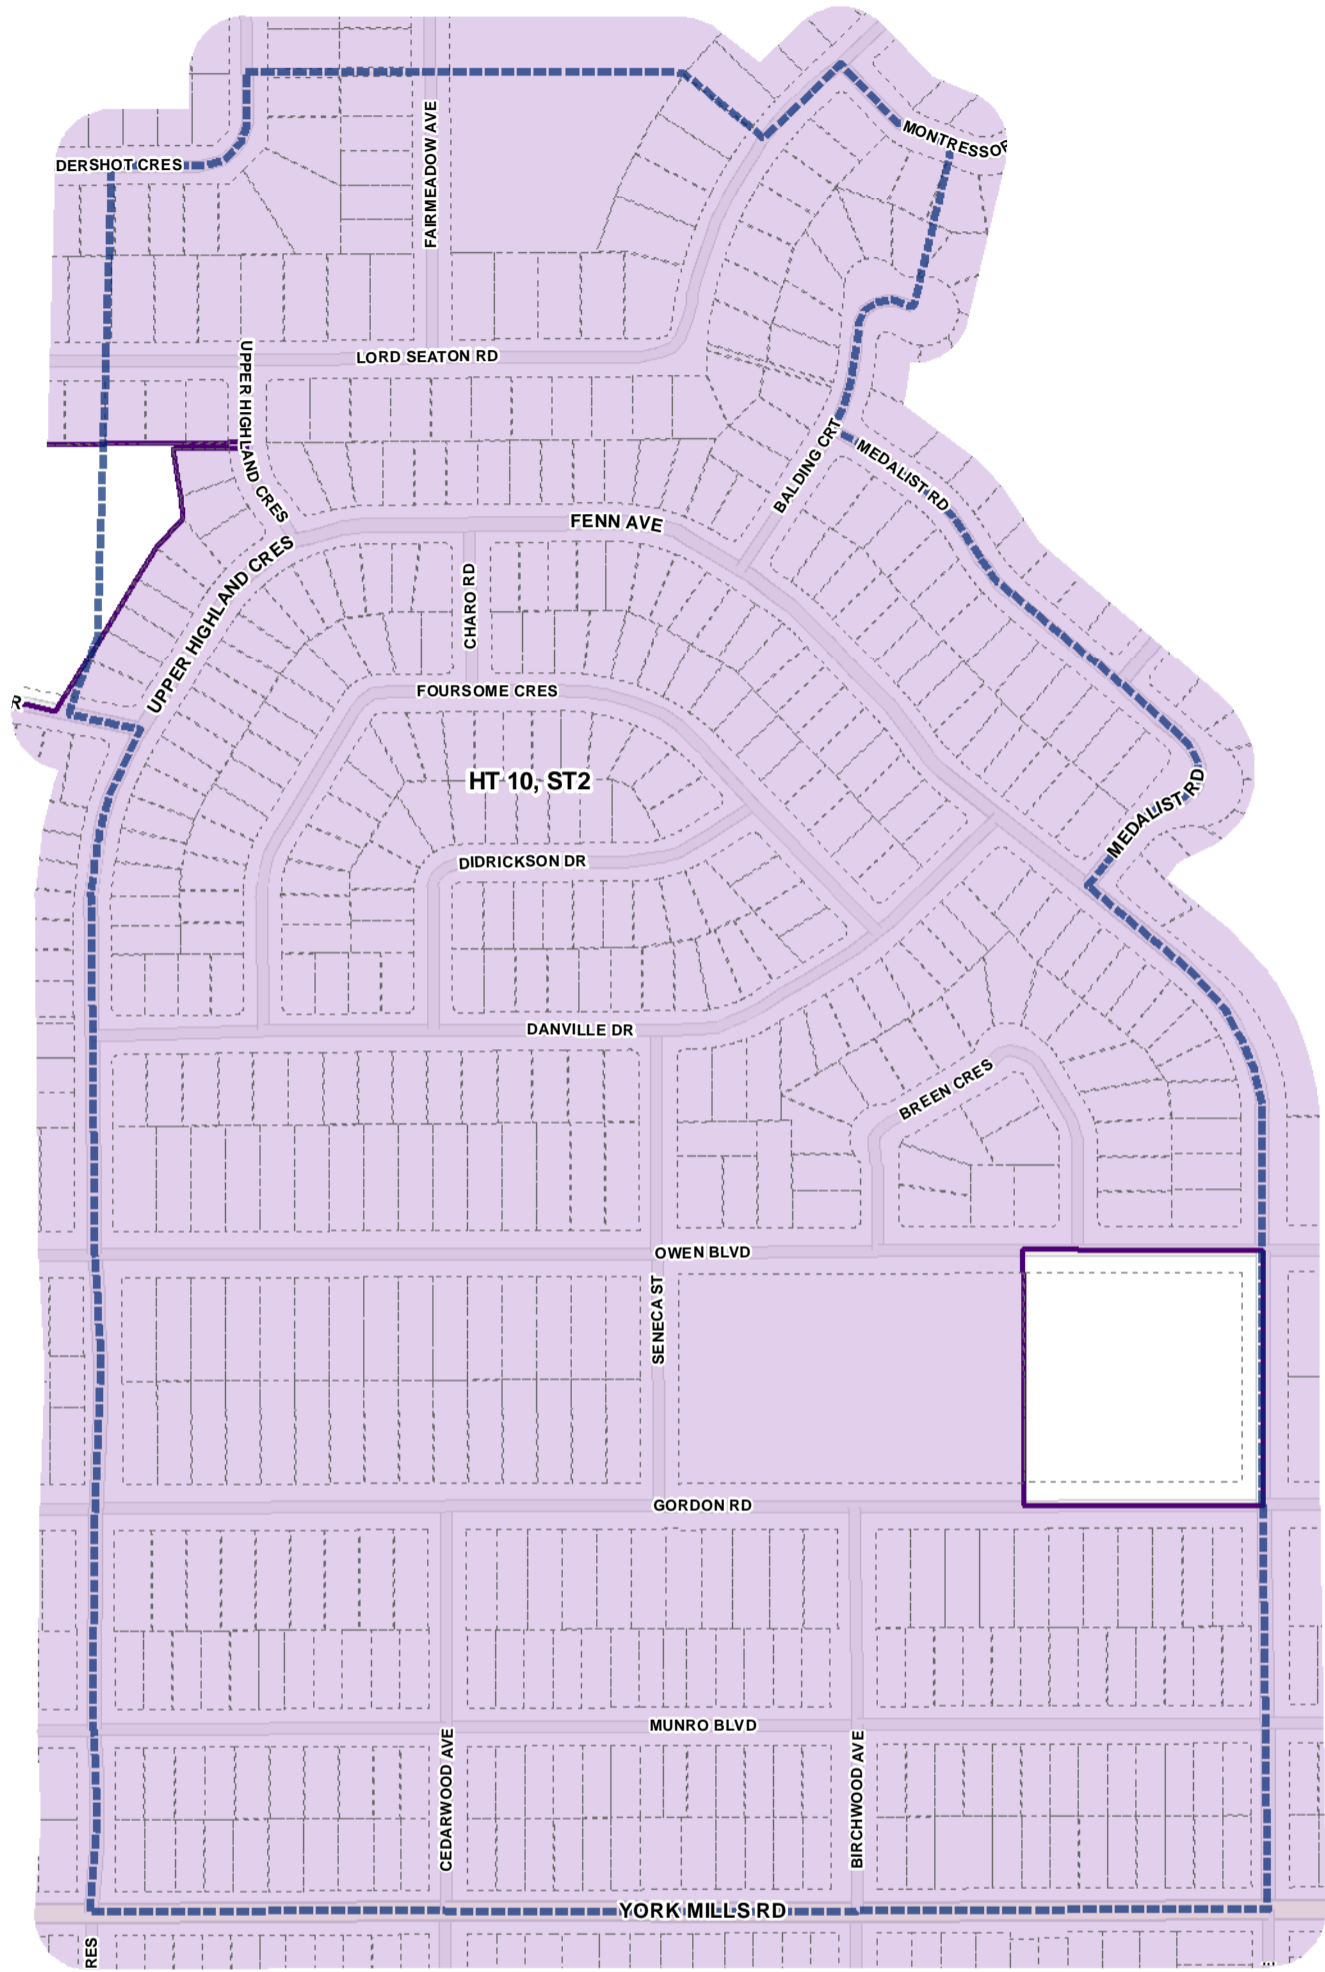 MONTRESSOR
DERSHOT CRES
FAIRMEADOW AVE
LORD SEATON RD
UPPER HIGHLAND CRES
BALDING CRT
MEDALIST RD
FENN AVE
UPPER HIGHLAND CRES
CHARO RD
FOURSOME CRES
R
HT 10, ST2
MEDALIST RD
DIDRICKSON DR
DANVILLE DR
BREEN CRES
OWEN BLVD
SENECA ST
GORDON RD
MUNRO BLVD
CEDARWOOD AVE
BIRCHWOOD AVE
YORK MILLS RD
RES